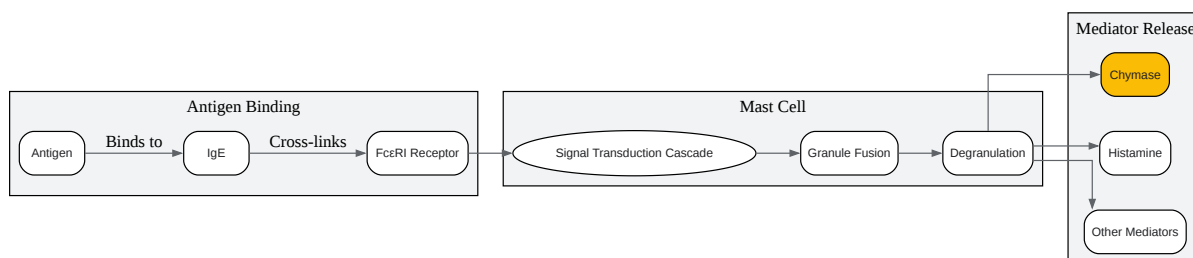 Mediator Release
Chymase
Antigen Binding
Mast Cell
Antigen
Binds to
IgE
Cross-links
FcεRI Receptor
Signal Transduction Cascade
Granule Fusion
Degranulation
Histamine
Other Mediators